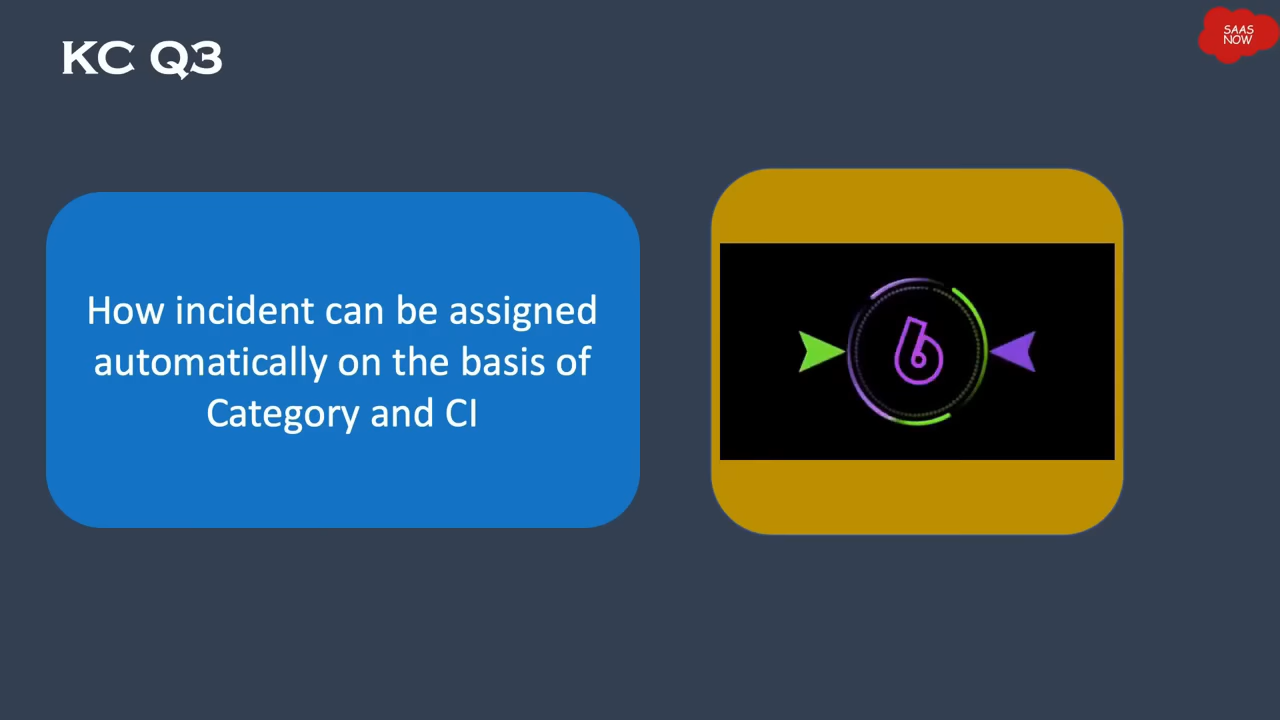 KC Q3
SAAS
NOW
How incident can be assigned
automatically on the basis of
Category and CI
6